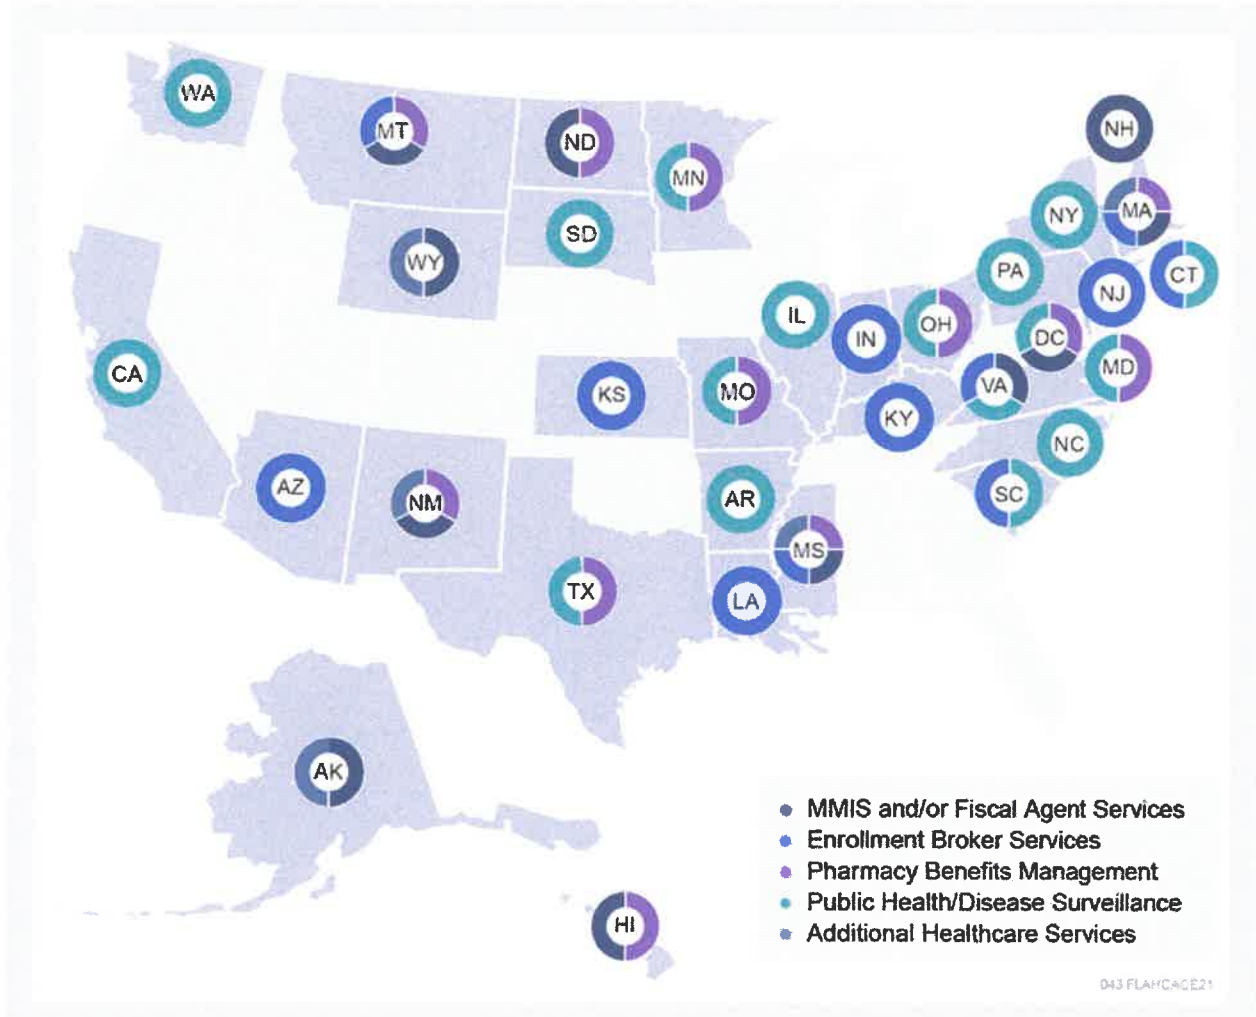 WA
MT
ND
MN
NH
NY
MA
SD
WY
PA
CT
NJ
IL
IN
OH
DC
CA
KS
MO
VA
MD
KY
NC
AZ
NM
AR
SC
MS
TX
LA
AK
HI
MMIS and/or Fiscal Agent Services
Enrollment Broker Services
Pharmacy Benefits Management
Public Health/Disease Surveillance
Additional Healthcare Services
043 FLAHCACE21